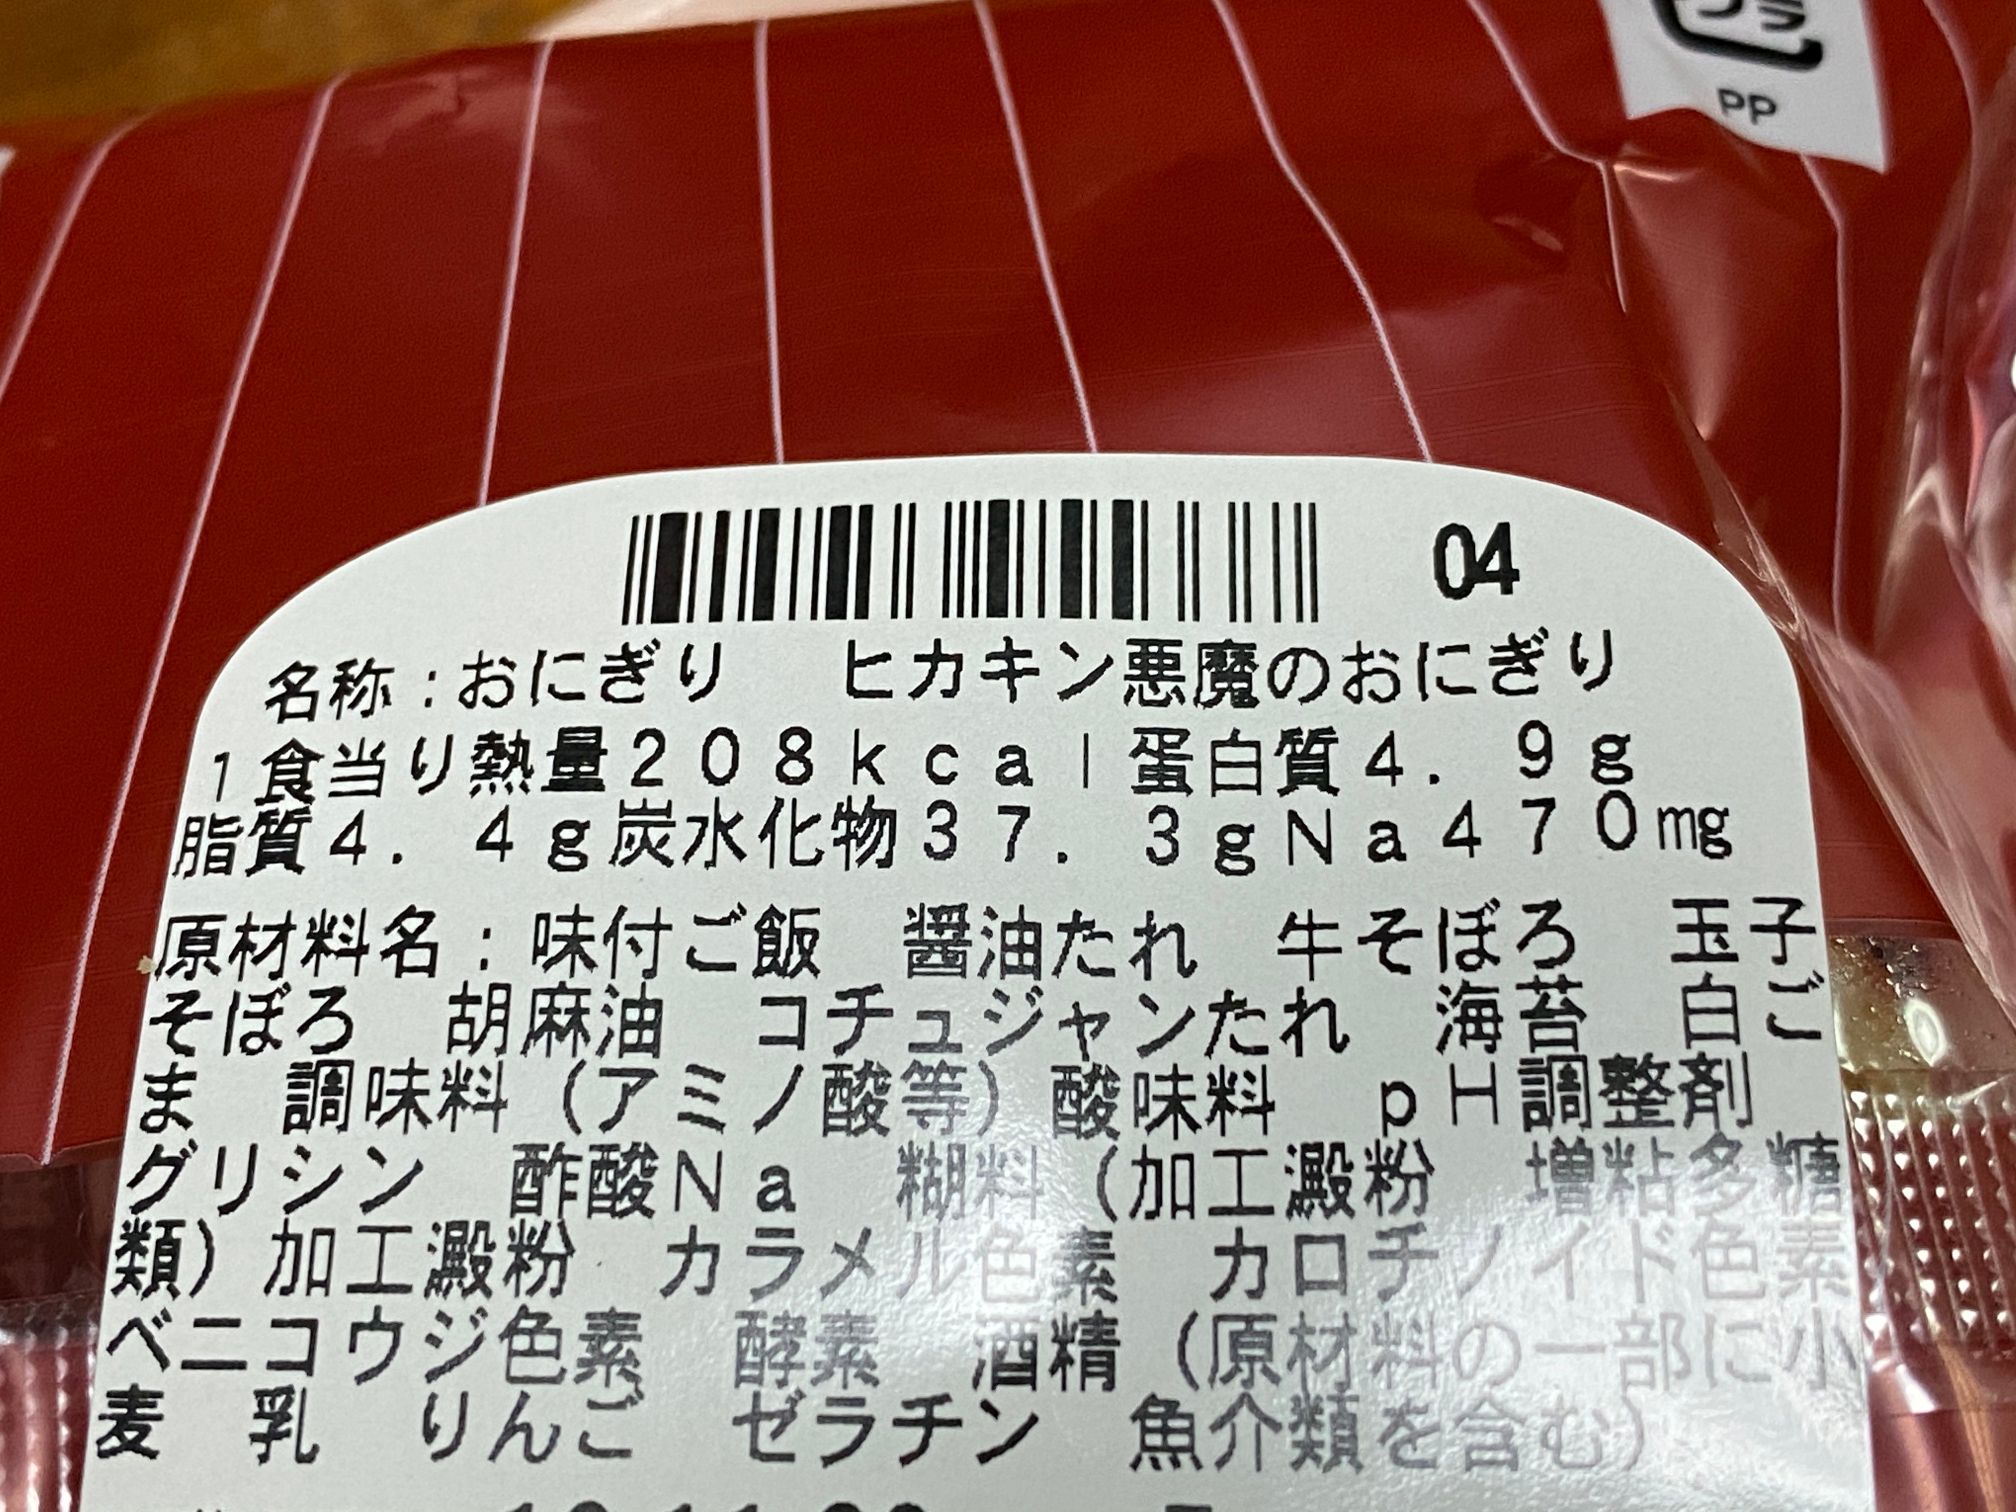 プラ
PP
04
名称:おにぎり ヒカキン悪魔のおにぎり
1食当り熱量208kcal蛋白質4.9g
脂質4.4g炭水化物37.3gNa470mg
原材料名:味付ご飯 醤油たれ 牛そぼろ 玉子
そぼろ 胡麻油 コチュジャンたれ 海苔 白ご
ま 調味料(アミノ酸等)酸味料 pH調整剤
グリシン 酢酸Na 糊料(加工澱粉 増粘多糖
類)加工澱粉 カラメル色素 カロチノイド色素
ベニコウジ色素 酵素 酒精(原材料の一部に小
麦 乳 りんご ゼラチン 魚介類を含む)